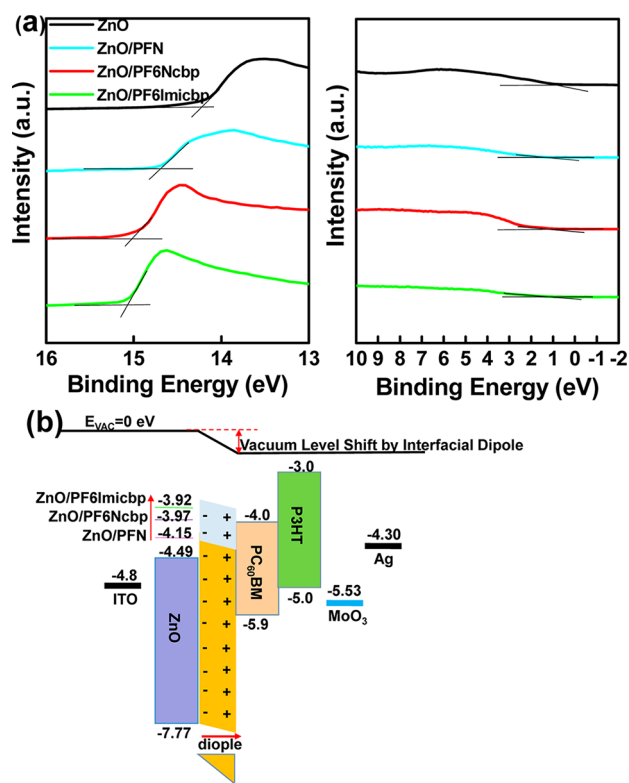 (a)
ZnO
ZnO/PFN
ZnO/PF6Ncbp
ZnO/PF6Imicbp
Intensity (a.u.)
16 15 14 13
Binding Energy (eV)
Intensity (a.u.)
10 9 8 7 6 5 4 3 2 1 0 -1 -2
Binding Energy (eV)
(b)
EVAC=0 eV
Vacuum Level Shift by Interfacial Dipole
-3.0
ZnO/PF6Imicbp -3.92
ZnO/PF6Ncbp -3.97
ZnO/PFN -4.15
-4.49
-4.0
-4.30
Ag
-4.8
ITO
ZnO
PC60BM
P3HT
-5.0
-5.53
MoO3
-5.9
-7.77
- - - - - - - - - -
+ + + + + + + + + +
diople